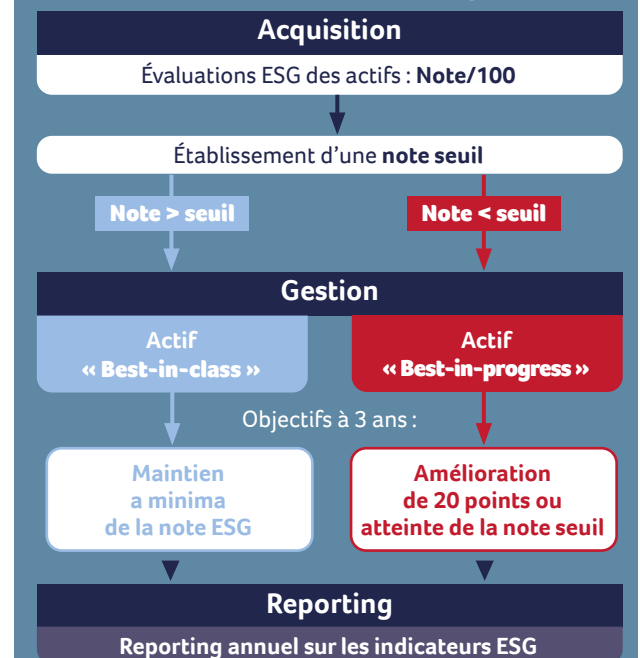 Acquisition
Évaluations ESG des actifs : Note/100
Établissement d’une note seuil
Note > seuil
Note < seuil
Gestion
Actif
« Best-in-class »
Actif
« Best-in-progress »
Objectifs à 3 ans :
Maintien
a minima
de la note ESG
Amélioration
de 20 points ou
atteinte de la note seuil
Reporting
Reporting annuel sur les indicateurs ESG